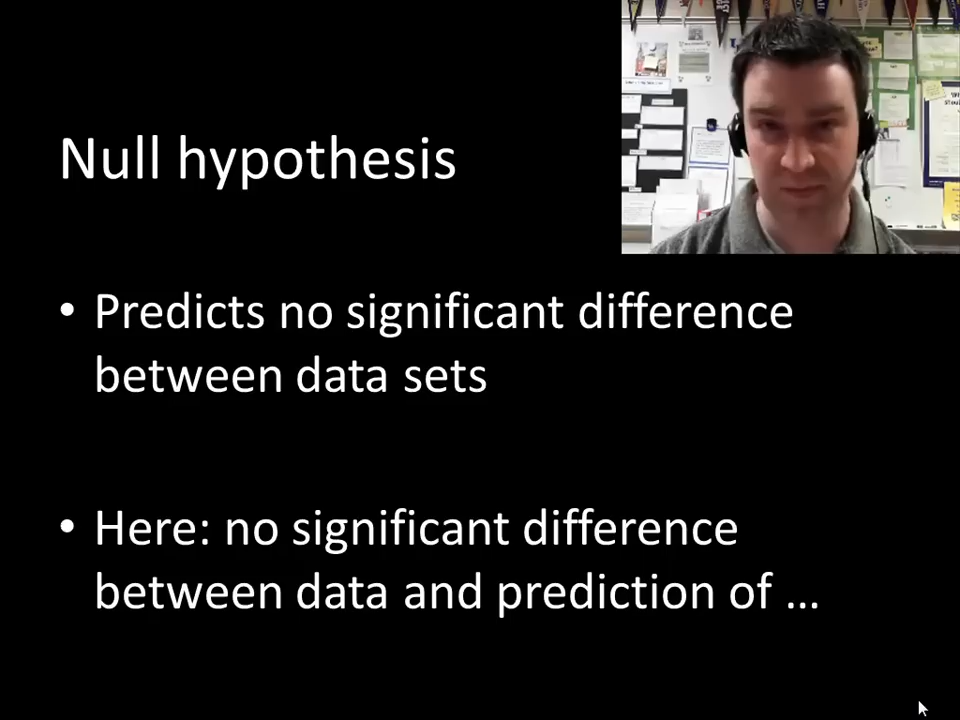 Null hypothesis
• Predicts no significant difference
between data sets
• Here: no significant difference
between data and prediction of …